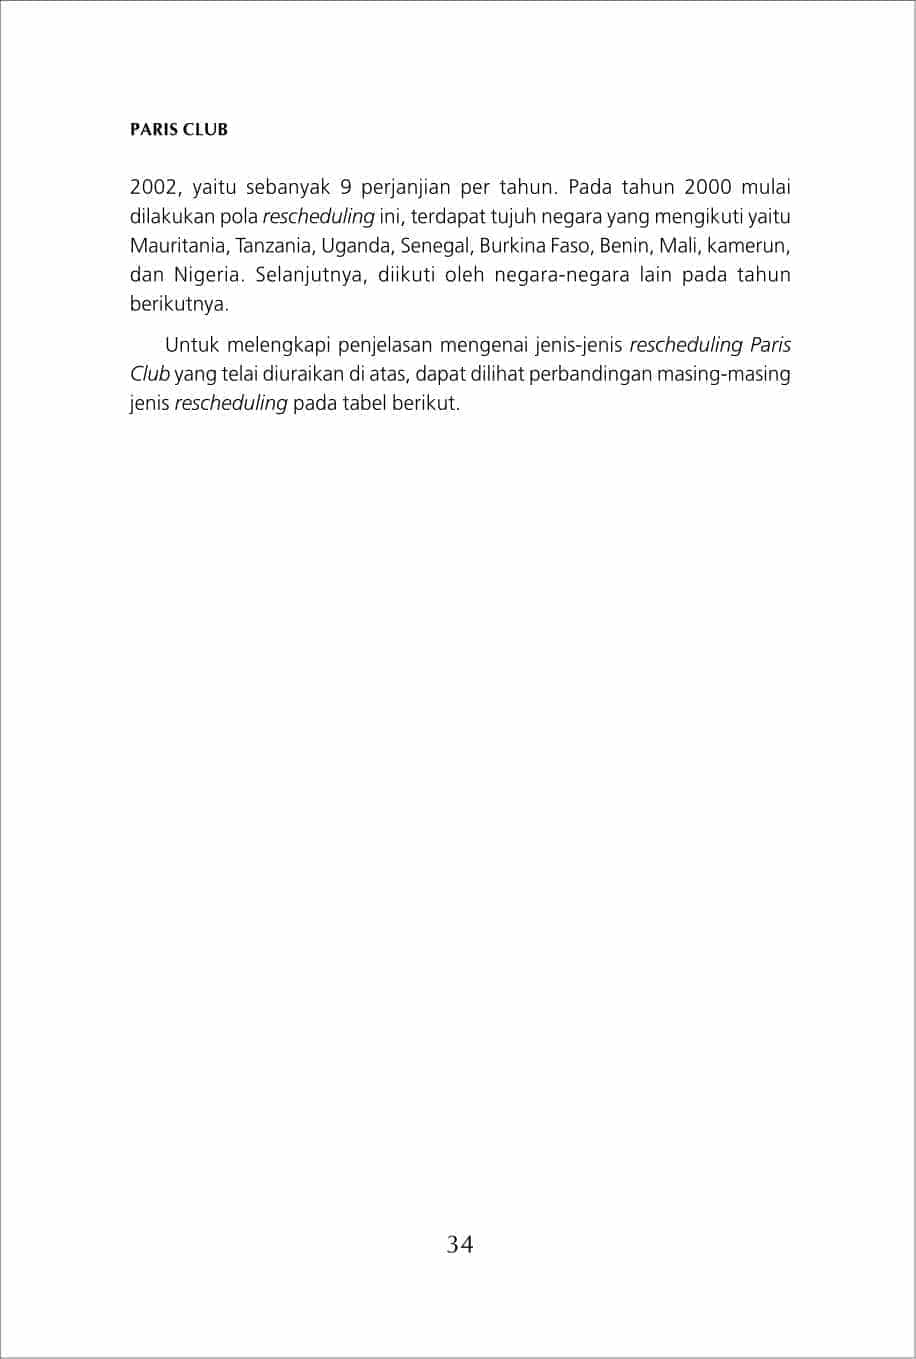 PARIS CLUB
2002, yaitu sebanyak 9 perjanjian per tahun. Pada tahun 2000 mulai
dilakukan pola rescheduling ini, terdapat tujuh negara yang mengikuti yaitu
Mauritania, Tanzania, Uganda, Senegal, Burkina Faso, Benin, Mali, kamerun,
dan Nigeria. Selanjutnya, diikuti oleh negara-negara lain pada tahun
berikutnya.
Untuk melengkapi penjelasan mengenai jenis-jenis rescheduling Paris
Club yang telai diuraikan di atas, dapat dilihat perbandingan masing-masing
jenis rescheduling pada tabel berikut.
34